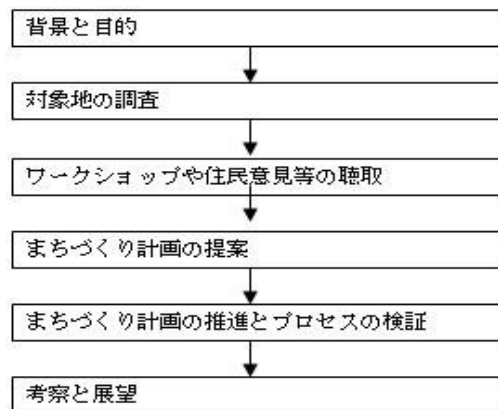 背景と目的
対象地の調査
ワークショップや住民意見等の聴取
まちづくり計画の提案
まちづくり計画の推進とプロセスの検証
考察と展望